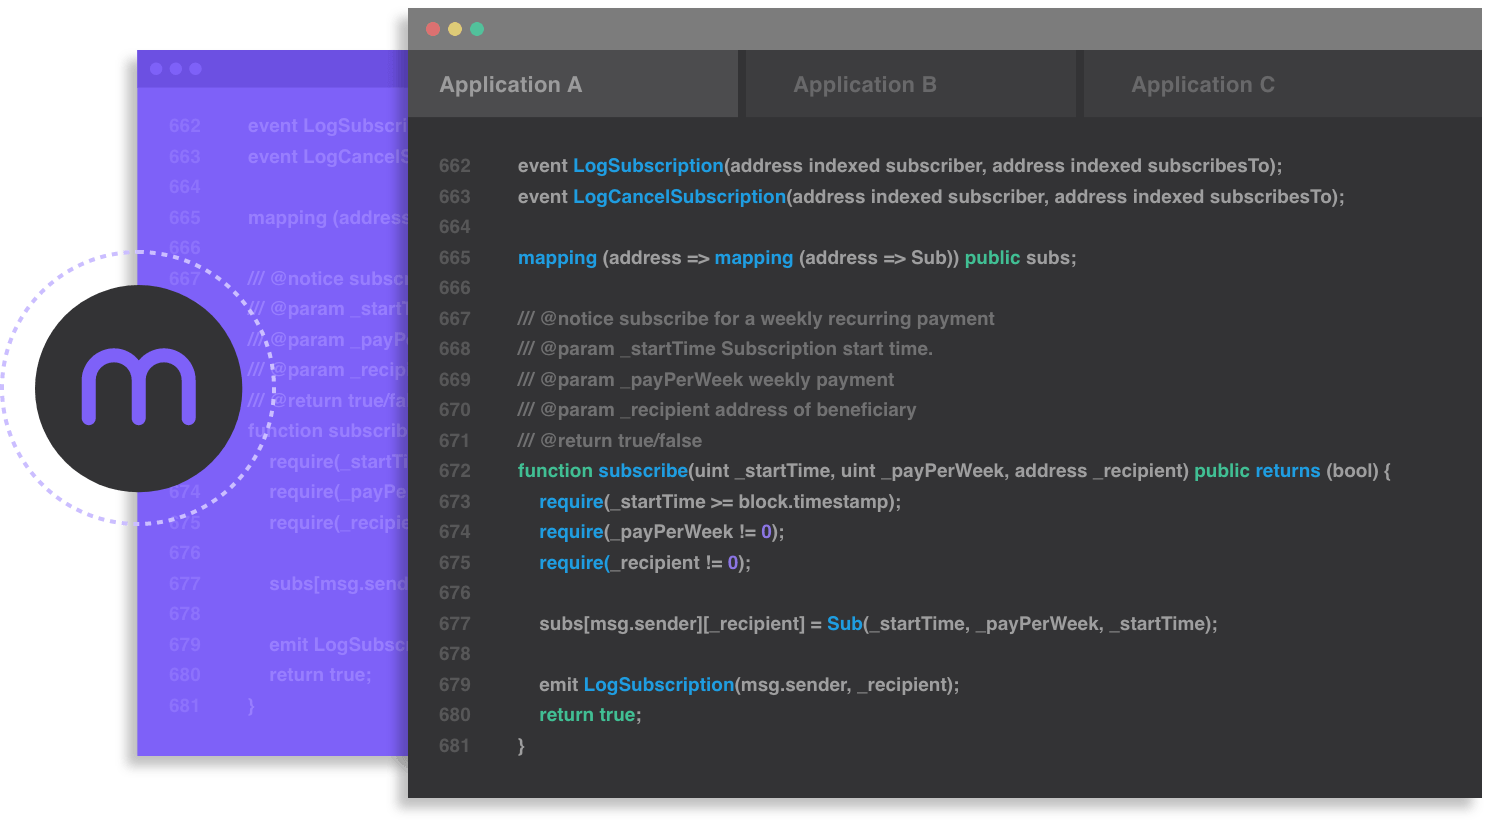 Application A
Application B
Application C
662 event LogSubscription(address indexed subscriber, address indexed subscribesTo);
663 event LogCancelSubscription(address indexed subscriber, address indexed subscribesTo);
664
665 mapping (address => mapping (address => Sub)) public subs;
666
667 /// @notice subscribe for a weekly recurring payment
668 /// @param _startTime Subscription start time.
669 /// @param _payPerWeek weekly payment
670 /// @param _recipient address of beneficiary
671 /// @return true/false
672 function subscribe(uint _startTime, uint _payPerWeek, address _recipient) public returns (bool) {
673 require(_startTime >= block.timestamp);
674 require(_payPerWeek != 0);
675 require(_recipient != 0);
676
677 subs[msg.sender][_recipient] = Sub(_startTime, _payPerWeek, _startTime);
678
679 emit LogSubscription(msg.sender, _recipient);
680 return true;
681 }
662 event LogSubscri
663 event LogCancelS
664
665 mapping (address
666
667 /// @notice subsc
/// @param _startT
/// @param _payP
/// @param _recip
/// @return true/fa
function subscrib
require(_startTi
674 require(_payPe
675 require(_recipie
676
677 subs[msg.send
678
679 emit LogSubsc
680 return true;
681 }
m